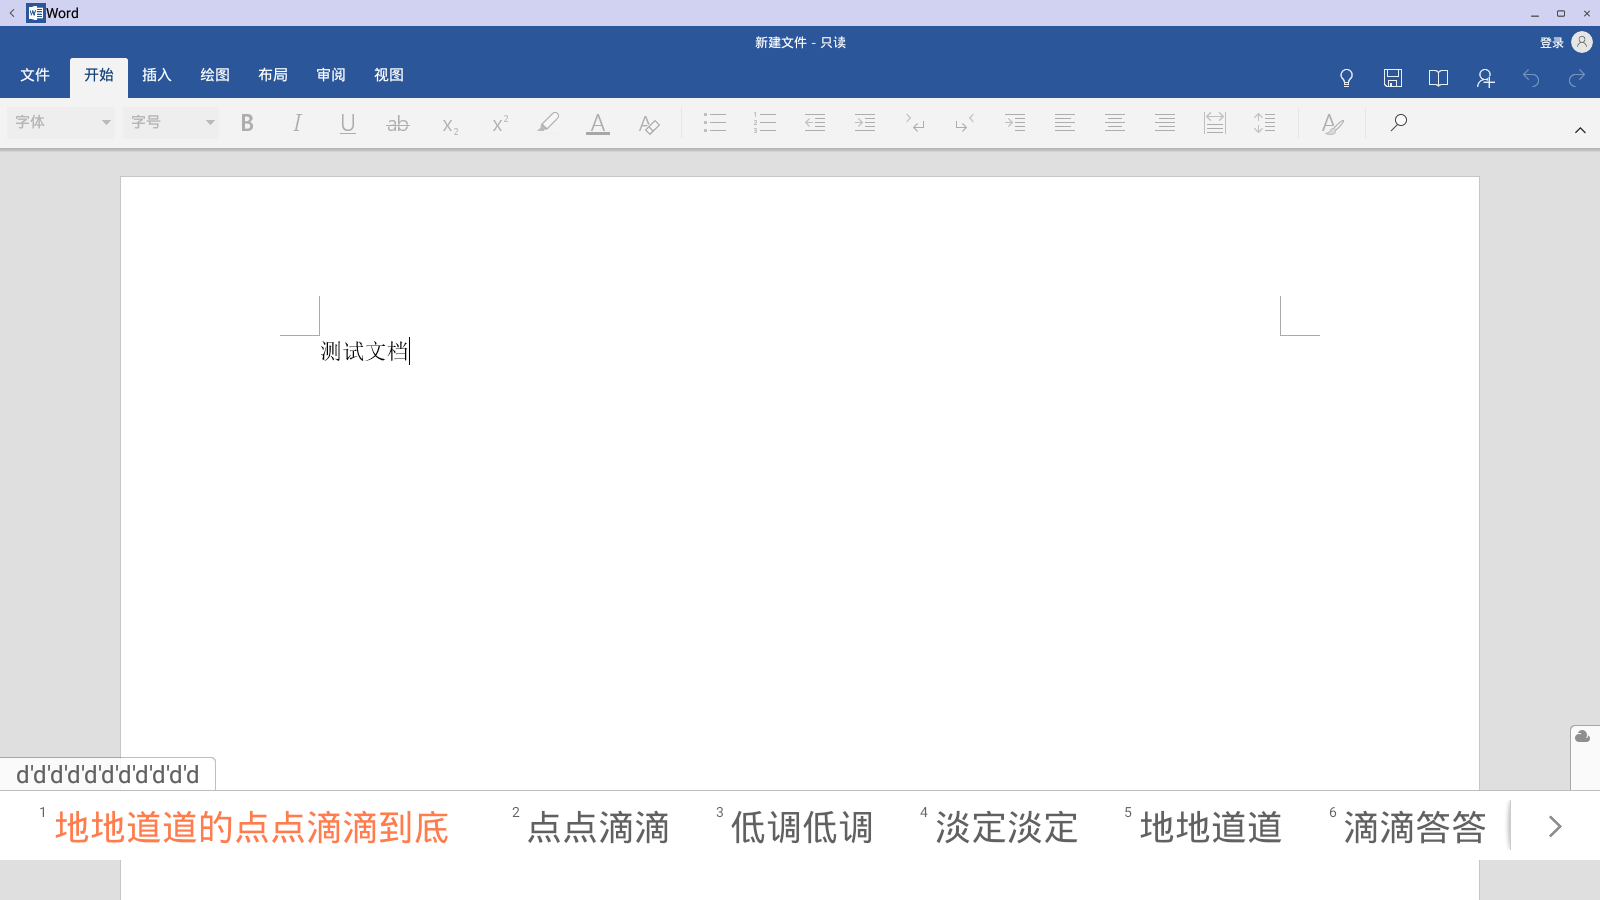 Word
新建文件 - 只读
登录
文件 开始 插入 绘图 布局 审阅 视图
字体 字号 B I U ab x₂ x² A A
测试文档
d'd'd'd'd'd'd'd'd'd'd
1 地地道道的点点滴滴到底 2 点点滴滴 3 低调低调 4 淡定淡定 5 地地道道 6 滴滴答答